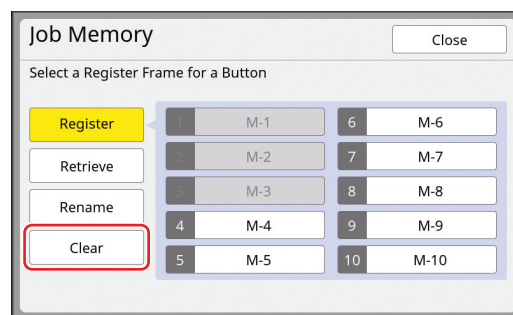 Job Memory
Close
Select a Register Frame for a Button
Register
Retrieve
Rename
Clear
1 M-1
2 M-2
3 M-3
4 M-4
5 M-5
6 M-6
7 M-7
8 M-8
9 M-9
10 M-10